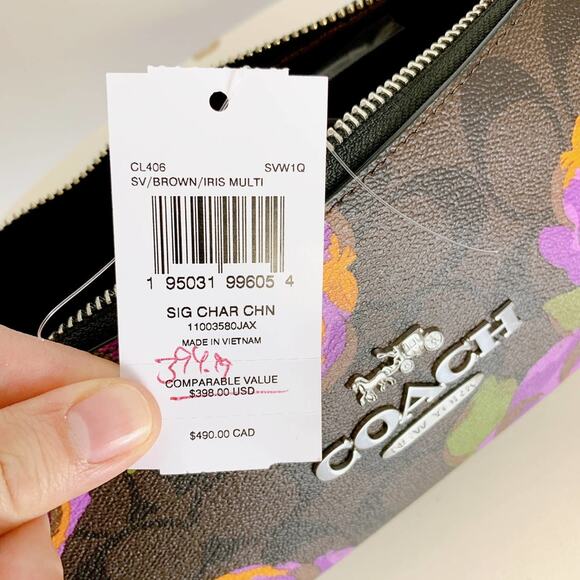 CL406 SVW1Q
SV/BROWN/IRIS MULTI
1 95031 99605 4
SIG CHAR CHN
11003580JAX
MADE IN VIETNAM
COMPARABLE VALUE
$398.00 USD
$490.00 CAD
COACH